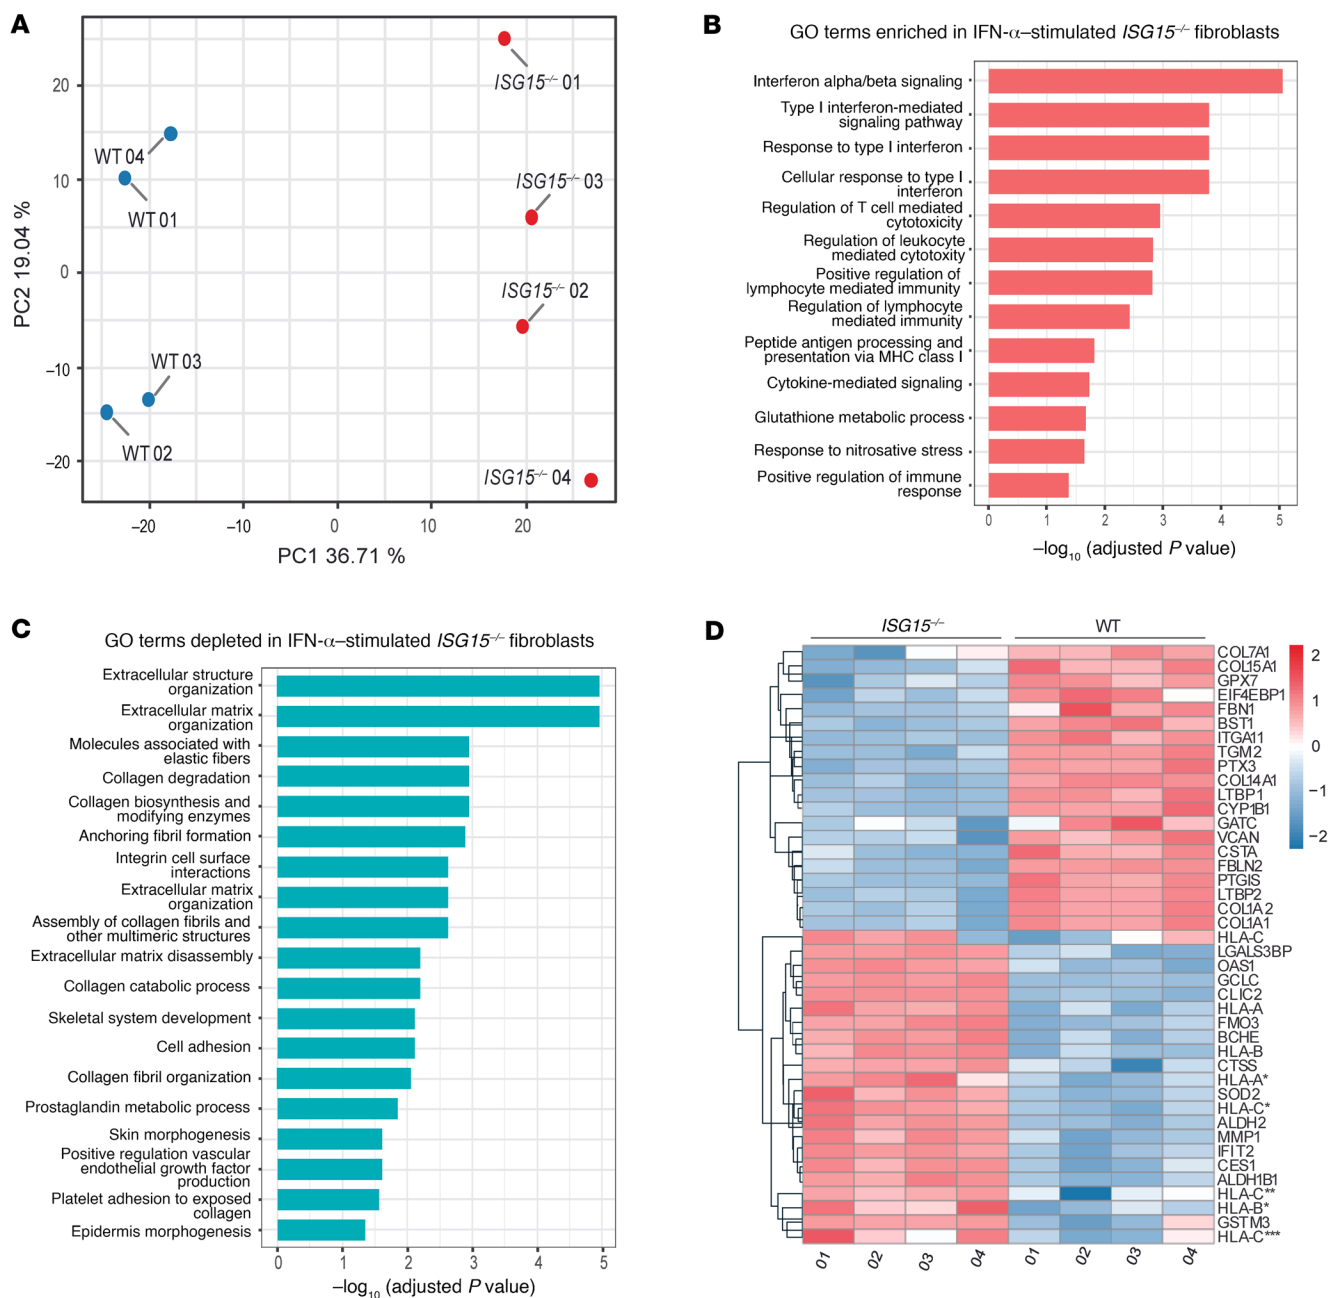 A
ISG15–/– 01
WT 04
WT 01
ISG15–/– 03
ISG15–/– 02
WT 03
WT 02
ISG15–/– 04
20
10
0
–10
–20
–20
–10
0
10
20
PC2 19.04 %
PC1 36.71 %
B
GO terms enriched in IFN-α–stimulated ISG15–/– fibroblasts
Interferon alpha/beta signaling
Type I interferon-mediated
signaling pathway
Response to type I interferon
Cellular response to type I
interferon
Regulation of T cell mediated
cytotoxicity
Regulation of leukocyte
mediated cytotoxity
Positive regulation of
lymphocyte mediated immunity
Regulation of lymphocyte
mediated immunity
Peptide antigen processing and
presentation via MHC class I
Cytokine-mediated signaling
Glutathione metabolic process
Response to nitrosative stress
Positive regulation of immune
response
0 1 2 3 4 5
–log10 (adjusted P value)
C
GO terms depleted in IFN-α–stimulated ISG15–/– fibroblasts
Extracellular structure
organization
Extracellular matrix
organization
Molecules associated with
elastic fibers
Collagen degradation
Collagen biosynthesis and
modifying enzymes
Anchoring fibril formation
Integrin cell surface
interactions
Extracellular matrix
organization
Assembly of collagen fibrils and
other multimeric structures
Extracellular matrix disassembly
Collagen catabolic process
Skeletal system development
Cell adhesion
Collagen fibril organization
Prostaglandin metabolic process
Skin morphogenesis
Positive regulation vascular
endothelial growth factor
production
Platelet adhesion to exposed
collagen
Epidermis morphogenesis
0 1 2 3 4 5
–log10 (adjusted P value)
D
ISG15–/–
WT
COL7A1
COL15A1
GPX7
EIF4EBP1
FBN1
BST1
ITGA11
TGM2
PTX3
COL14A1
LTBP1
CYP1B1
GATC
VCAN
CSTA
FBLN2
PTGIS
LTBP2
COL1A2
COL1A1
HLA-C
LGALS3BP
OAS1
GCLC
CLIC2
HLA-A
FMO3
BCHE
HLA-B
CTSS
HLA-A*
SOD2
HLA-C*
ALDH2
MMP1
IFIT2
CES1
ALDH1B1
HLA-C**
HLA-B*
GSTM3
HLA-C***
01 02 03 04 01 02 03 04
2
1
0
–1
–2